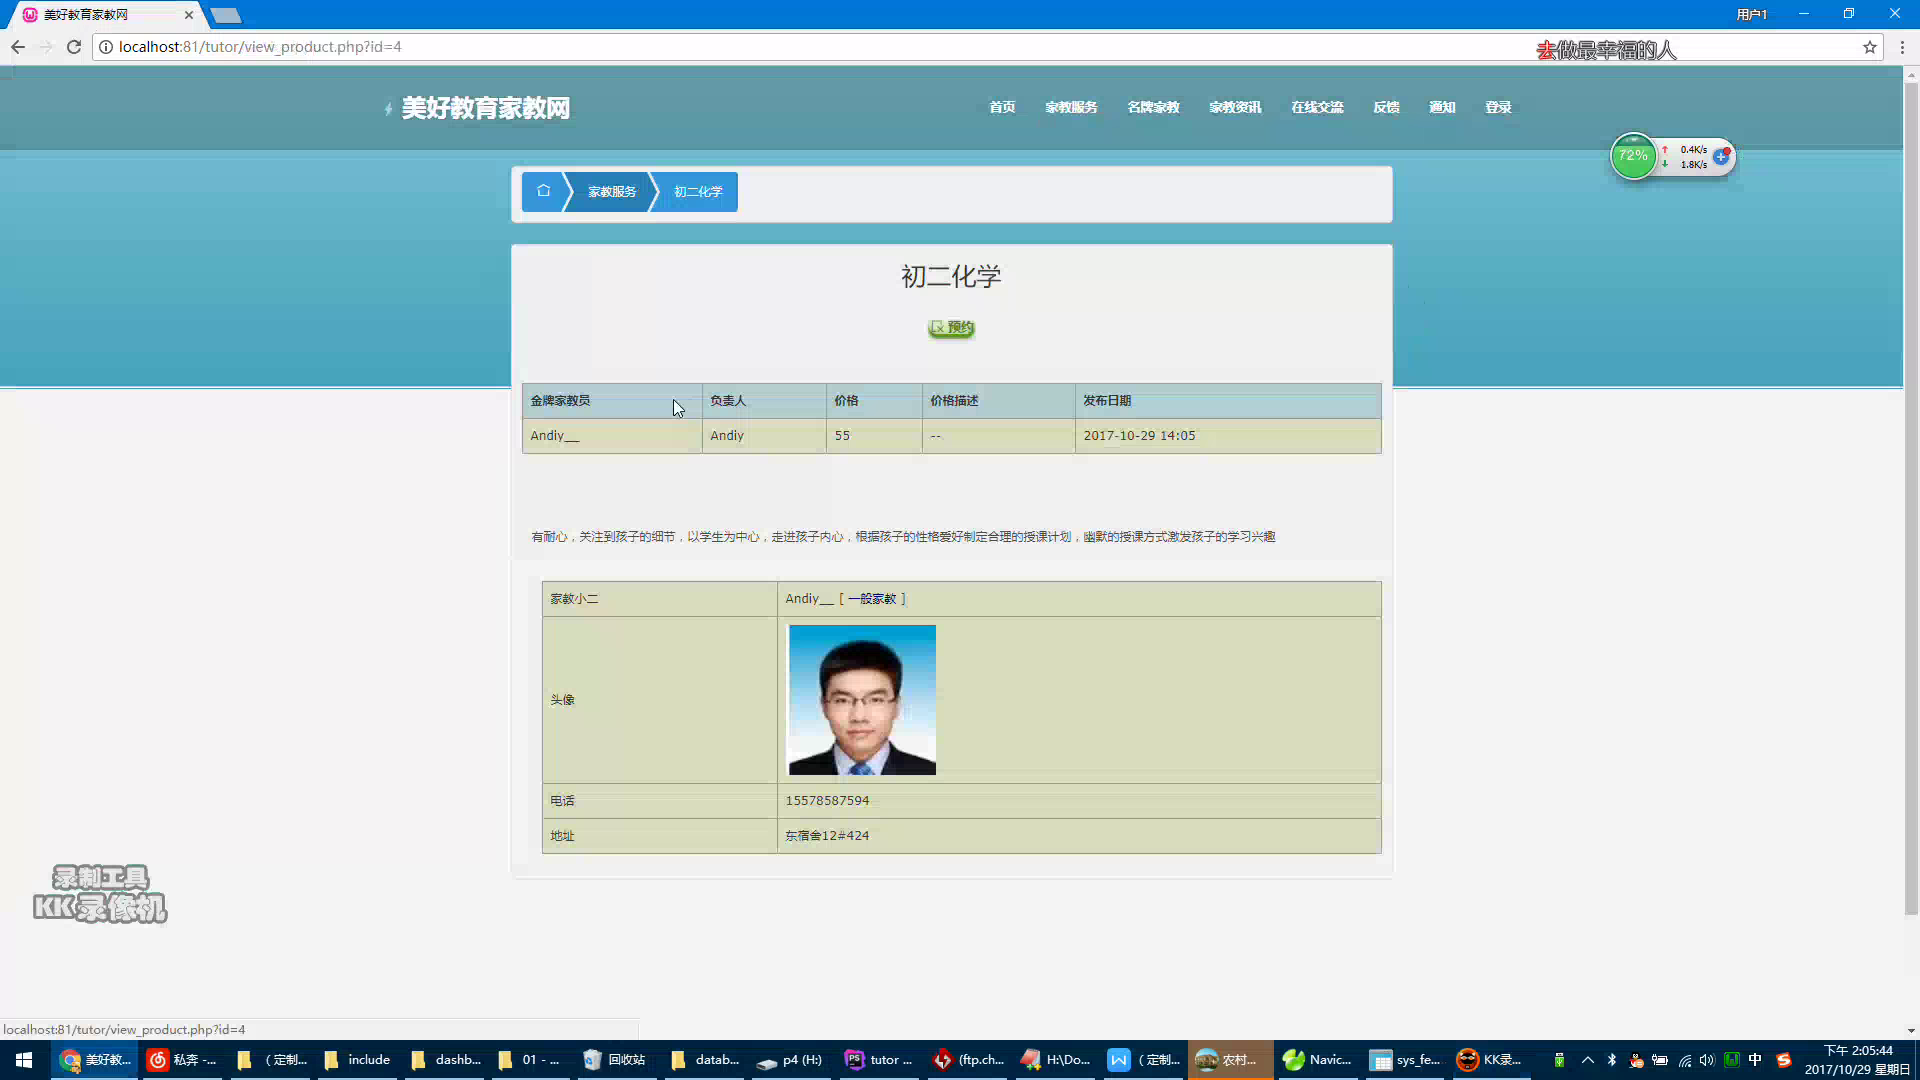 美好教育家教网
用户1
localhost:81/tutor/view_product.php?id=4
去做最幸福的人
美好教育家教网
首页 家教服务 名牌家教 家教资讯 在线交流 反馈 通知 登录
72%
0.4K/s
1.8K/s
家教服务 初二化学
初二化学
预约
金牌家教员 负责人 价格 价格描述 发布日期
Andiy__ Andiy 55 -- 2017-10-29 14:05
有耐心，关注到孩子的细节，以学生为中心，走进孩子内心，根据孩子的性格爱好制定合理的授课计划，幽默的授课方式激发孩子的学习兴趣
家教小二 Andiy__ [ 一般家教 ]
头像
电话 15578587594
地址 东宿舍12#424
录制工具
KK录像机
localhost:81/tutor/view_product.php?id=4
美好教... 私奔 -... （定制... include dashb... 01 - ... 回收站 datab... p4 (H:) tutor ... (ftp.ch... H:\Do... （定制... 农村... Navic... sys_fe... KK录... 中
下午 2:05:44
2017/10/29 星期日